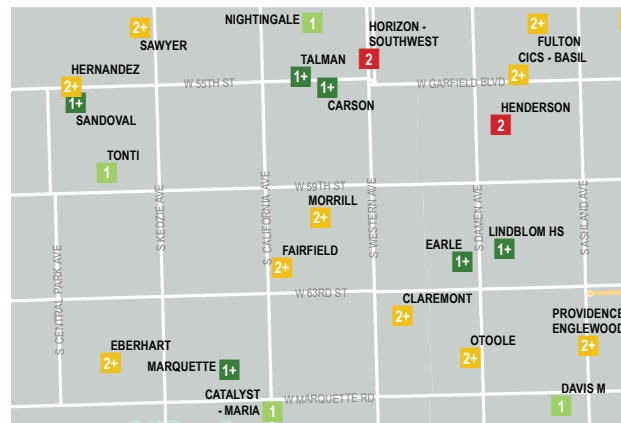 NIGHTINGALE
1
HORIZON -
SOUTHWEST
2
2+
SAWYER
2+
FULTON
CICS - BASIL
2+
HERNANDEZ
2+
1+
SANDOVAL
TALMAN
1+
1+
CARSON
W 55TH ST
W GARFIELD BLVD
HENDERSON
2
TONTI
1
W 59TH ST
MORRILL
2+
S CENTRAL PARK AVE
S KEDZIE AVE
S CALIFORNIA AVE
S WESTERN AVE
S DAMEN AVE
S ASHLAND AVE
FAIRFIELD
2+
EARLE
1+
LINDBLOM HS
1+
W 63RD ST
CLAREMONT
2+
PROVIDENCE
ENGLEWOOD
2+
OTOOLE
2+
EBERHART
2+
MARQUETTE
1+
CATALYST
- MARIA
1
W MARQUETTE RD
DAVIS M
1